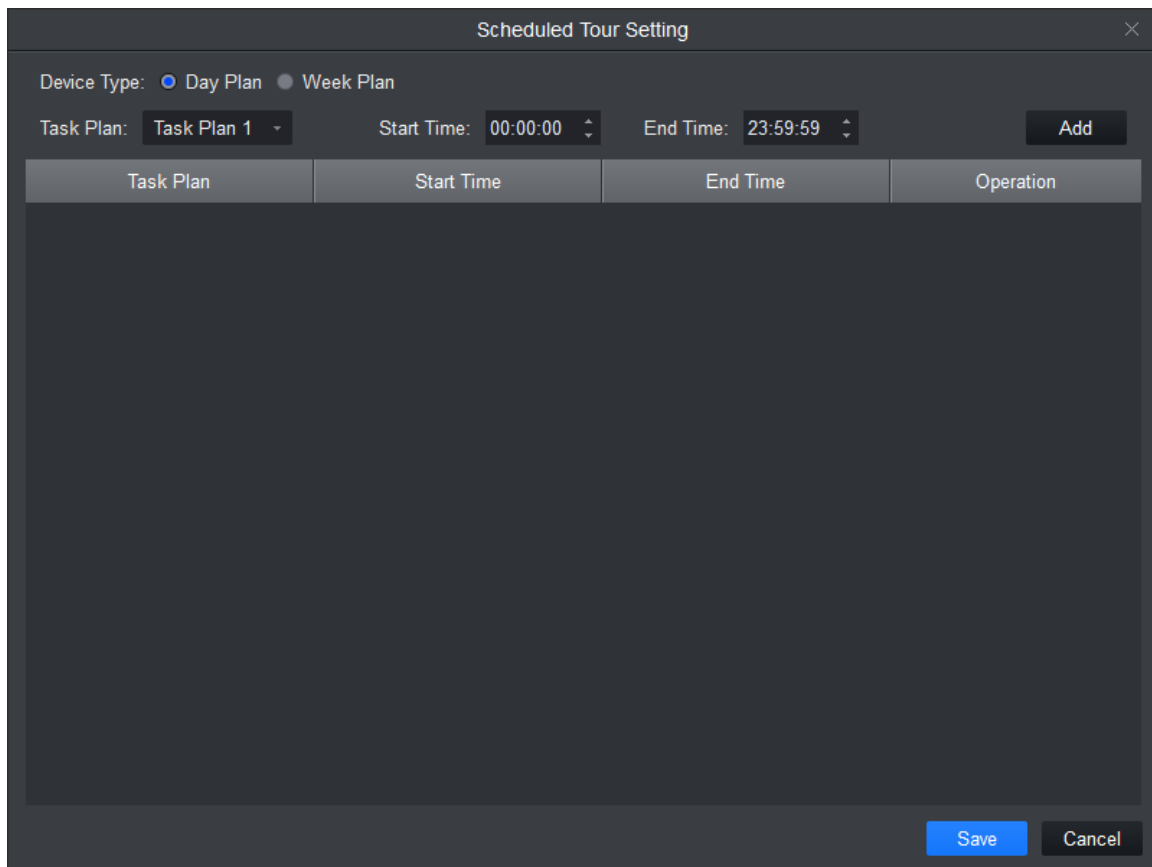 Scheduled Tour Setting
Device Type: Day Plan Week Plan
Task Plan: Task Plan 1 Start Time: 00:00:00 End Time: 23:59:59 Add
Task Plan Start Time End Time Operation
Save Cancel